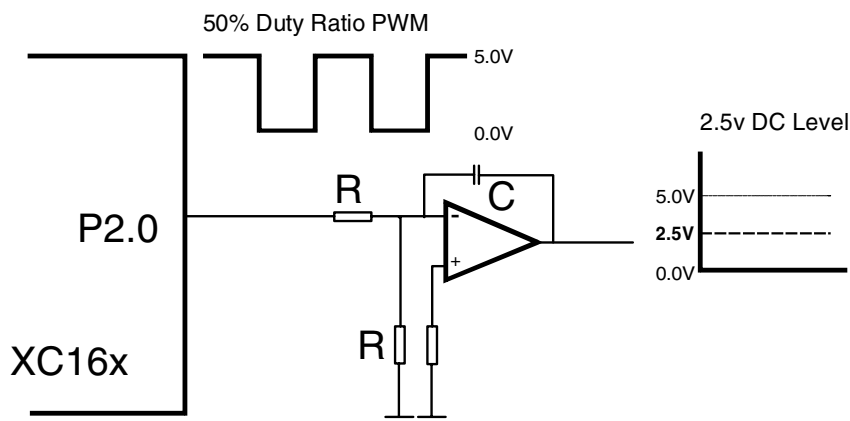 50% Duty Ratio PWM
5.0V
0.0V
2.5v DC Level
R
C
5.0V
P2.0
-
2.5V
+
0.0V
R
XC16x